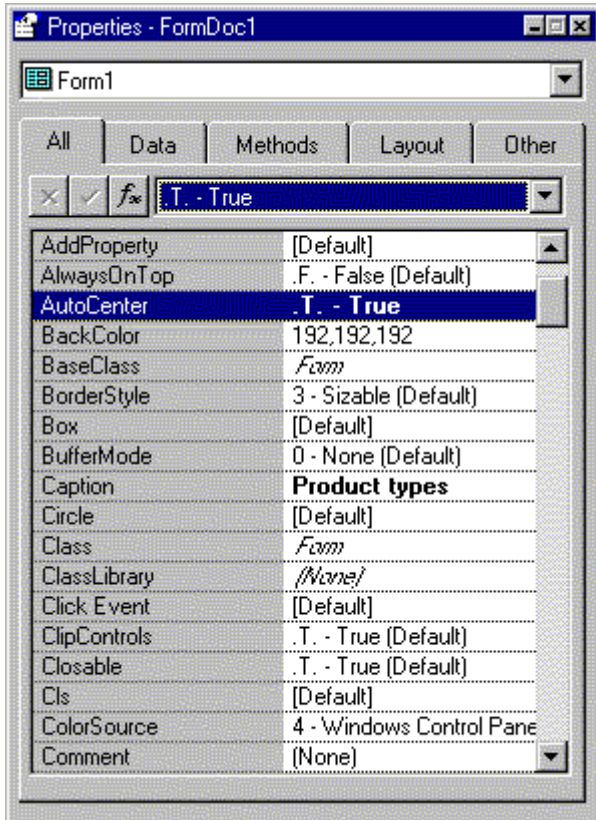 Properties - FormDoc1
Form1
All Data Methods Layout Other
.T. - True
AddProperty [Default]
AlwaysOnTop .F. - False (Default)
AutoCenter .T. - True
BackColor 192,192,192
BaseClass Form
BorderStyle 3 - Sizable (Default)
Box [Default]
BufferMode 0 - None (Default)
Caption Product types
Circle [Default]
Class Form
ClassLibrary (None)
Click Event [Default]
ClipControls .T. - True (Default)
Closable .T. - True (Default)
Cls [Default]
ColorSource 4 - Windows Control Pane
Comment (None)